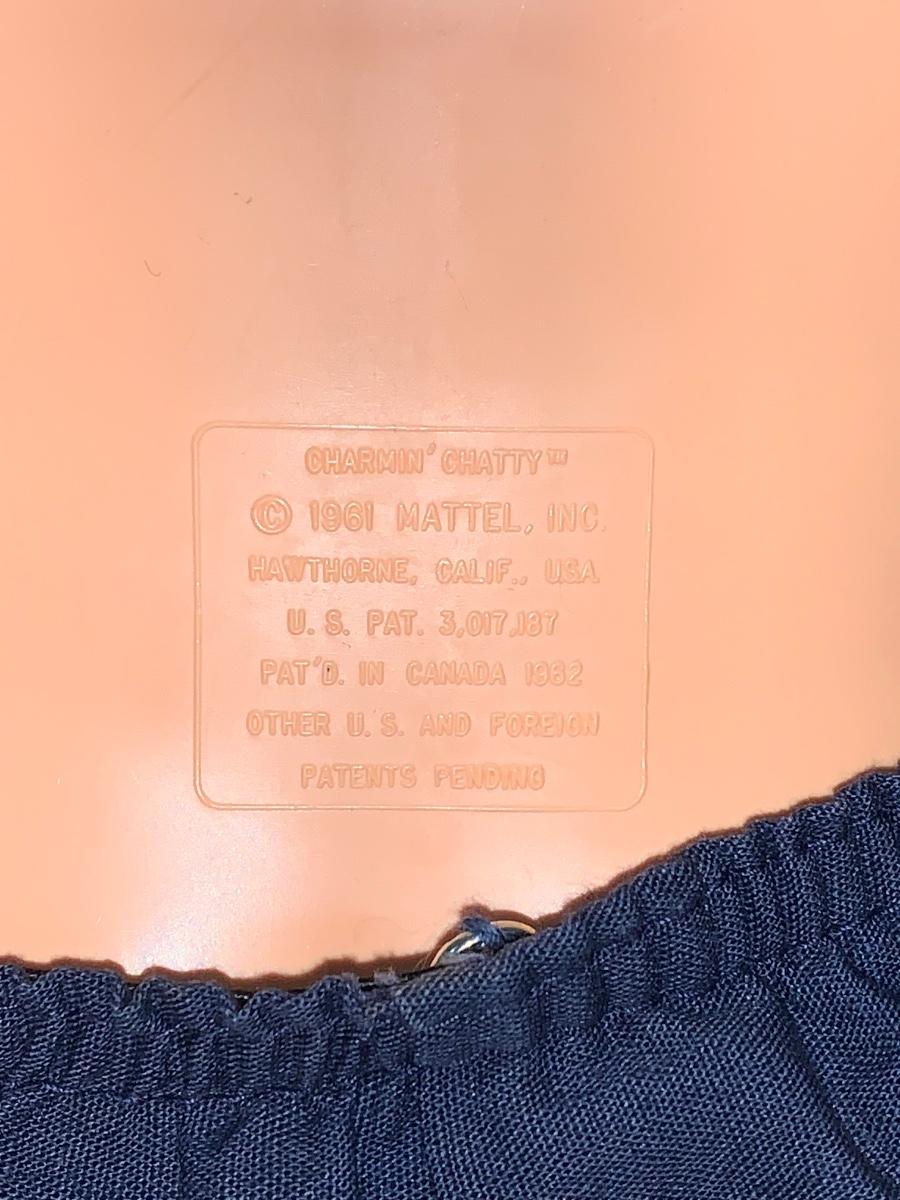 CHARMIN' CHATTY™
© 1961 MATTEL, INC.
HAWTHORNE, CALIF., U.S.A.
U.S. PAT. 3,017,187
PAT'D. IN CANADA 1962
OTHER U.S. AND FOREIGN
PATENTS PENDING